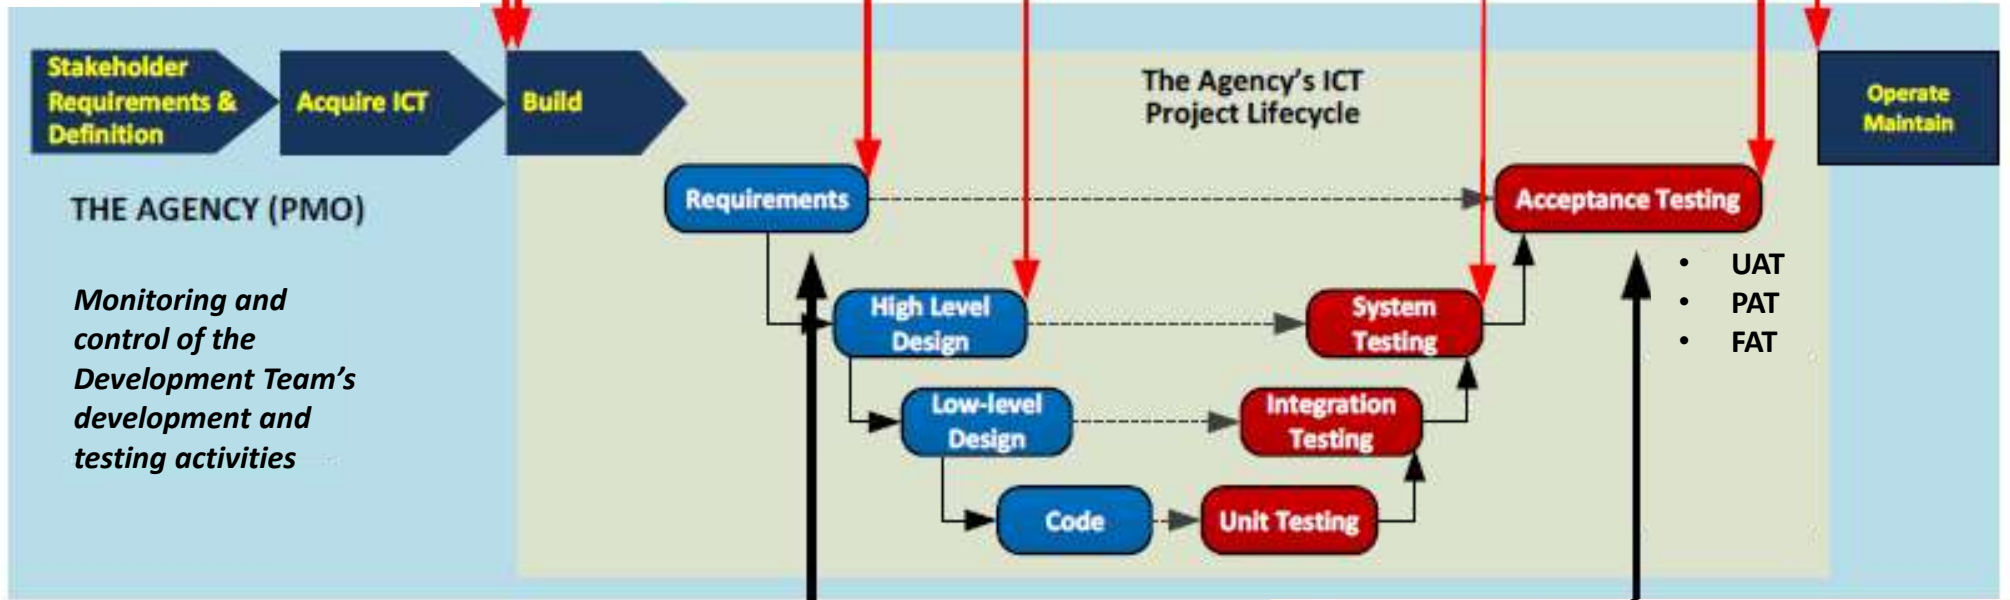 Stakeholder
Requirements &
Definition
Acquire ICT
Build
The Agency's ICT
Project Lifecycle
Operate
Maintain
THE AGENCY (PMO)
Monitoring and
control of the
Development Team's
development and
testing activities
Requirements
Acceptance Testing
• UAT
• PAT
• FAT
High Level
Design
System
Testing
Low-level
Design
Integration
Testing
Code
Unit Testing